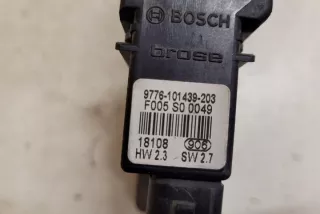 BOSCH
brose
9776-101439-203
F005 S0 0049
18108 906
HW 2.3 SW 2.7